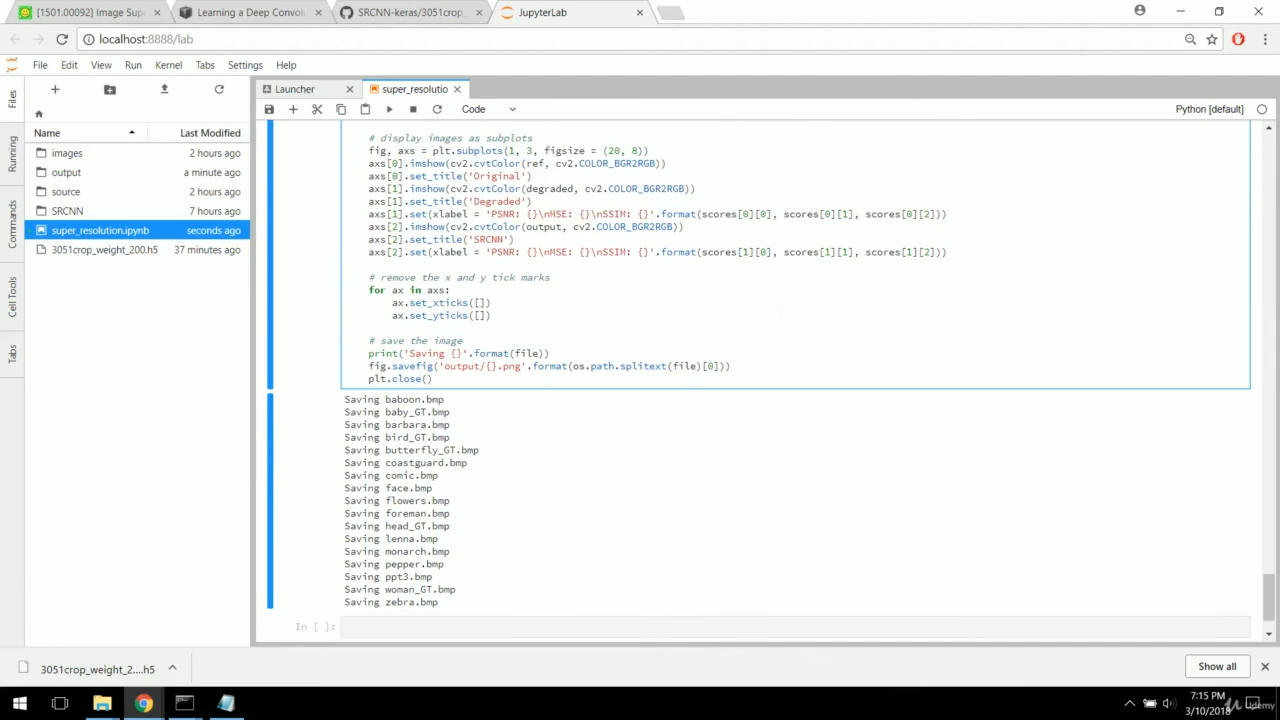 [1501.00092] Image Sup
Learning a Deep Convol
SRCNN-keras/3051crop_
JupyterLab
localhost:8888/lab
File Edit View Run Kernel Tabs Settings Help
Launcher
super_resolutio
Code
Python [default]
Files
Running
Commands
Cell Tools
Tabs
Name
Last Modified
images
2 hours ago
output
a minute ago
source
2 hours ago
SRCNN
7 hours ago
super_resolution.ipynb
seconds ago
3051crop_weight_200.h5
37 minutes ago
# display images as subplots
fig, axs = plt.subplots(1, 3, figsize = (20, 8))
axs[0].imshow(cv2.cvtColor(ref, cv2.COLOR_BGR2RGB))
axs[0].set_title('Original')
axs[1].imshow(cv2.cvtColor(degraded, cv2.COLOR_BGR2RGB))
axs[1].set_title('Degraded')
axs[1].set(xlabel = 'PSNR: {}\nMSE: {}\nSSIM: {}'.format(scores[0][0], scores[0][1], scores[0][2]))
axs[2].imshow(cv2.cvtColor(output, cv2.COLOR_BGR2RGB))
axs[2].set_title('SRCNN')
axs[2].set(xlabel = 'PSNR: {}\nMSE: {}\nSSIM: {}'.format(scores[1][0], scores[1][1], scores[1][2]))
# remove the x and y tick marks
for ax in axs:
ax.set_xticks([])
ax.set_yticks([])
# save the image
print('Saving {}'.format(file))
fig.savefig('output/{}.png'.format(os.path.splitext(file)[0]))
plt.close()
Saving baboon.bmp
Saving baby_GT.bmp
Saving barbara.bmp
Saving bird_GT.bmp
Saving butterfly_GT.bmp
Saving coastguard.bmp
Saving comic.bmp
Saving face.bmp
Saving flowers.bmp
Saving foreman.bmp
Saving head_GT.bmp
Saving lenna.bmp
Saving monarch.bmp
Saving pepper.bmp
Saving ppt3.bmp
Saving woman_GT.bmp
Saving zebra.bmp
In [ ]:
3051crop_weight_2....h5
Show all
7:15 PM
3/10/2018
Udemy